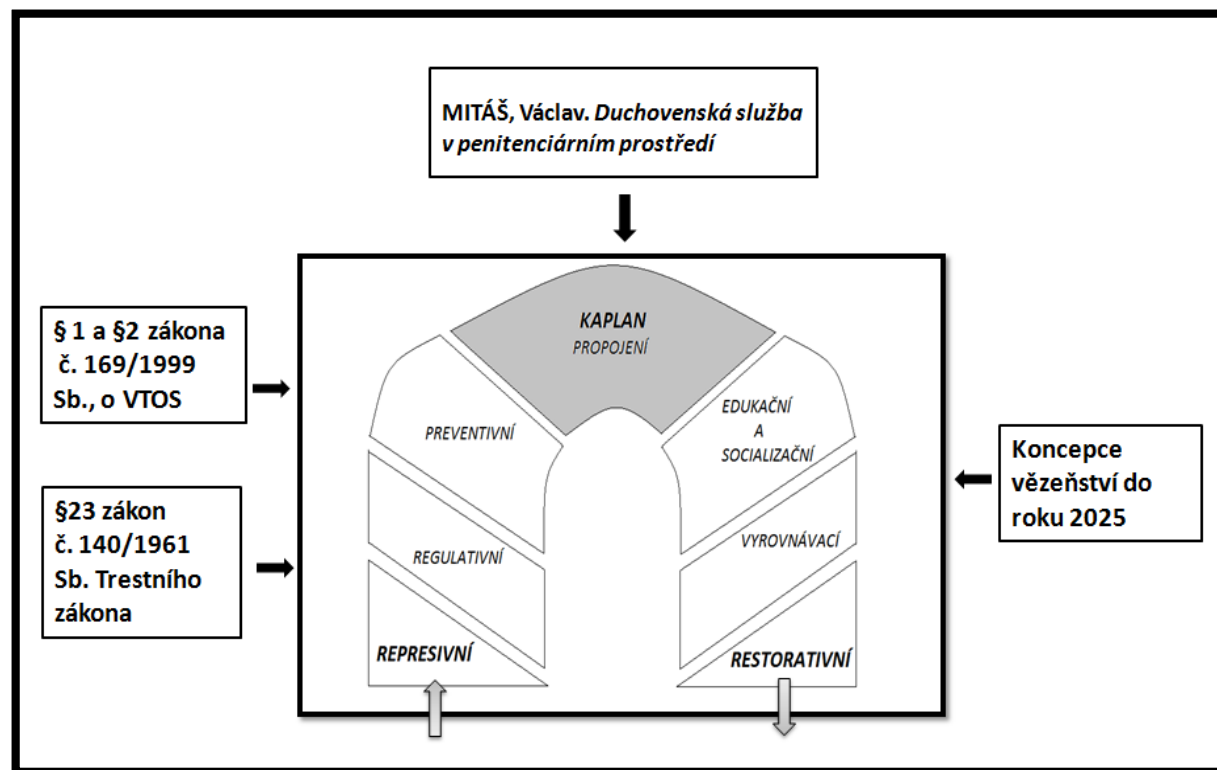 MITÁŠ, Václav. Duchovenská služba
v penitenciárním prostředí
§ 1 a §2 zákona
č. 169/1999
Sb., o VTOS
§23 zákon
č. 140/1961
Sb. Trestního
zákona
KAPLAN
PROPOJENÍ
PREVENTIVNÍ
REGULATIVNÍ
REPRESIVNÍ
EDUKAČNÍ
A
SOCIALIZAČNÍ
VYROVNÁVACÍ
RESTORATIVNÍ
Koncepce
vězeňství do
roku 2025